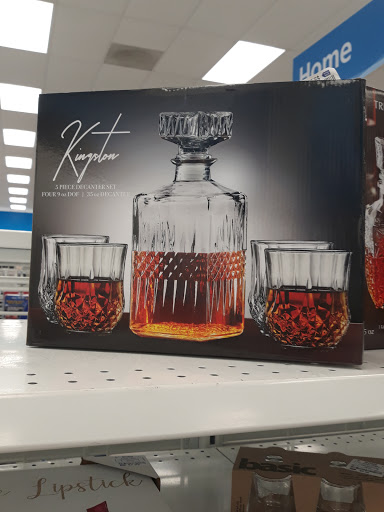 Home
Kingston
5 PIECE DECANTER SET
FOUR 9 oz DOF | 25 oz DECANTER
Lipstick
basic